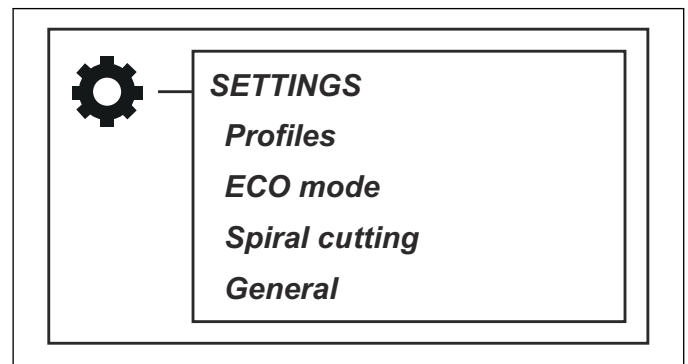 SETTINGS
Profiles
ECO mode
Spiral cutting
General